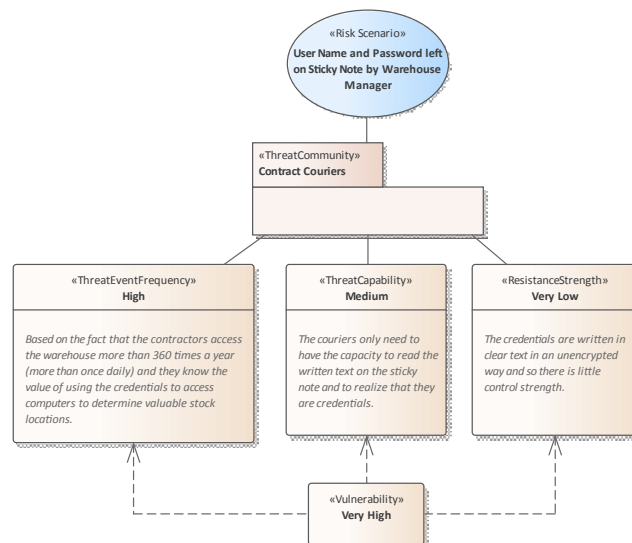 «Risk Scenario»
User Name and Password left
on Sticky Note by Warehouse
Manager
«ThreatCommunity»
Contract Couriers
«ThreatEventFrequency»
High
Based on the fact that the contractors access
the warehouse more than 360 times a year
(more than once daily) and they know the
value of using the credentials to access
computers to determine valuable stock
locations.
«ThreatCapability»
Medium
The couriers only need to
have the capacity to read the
written text on the sticky
note and to realize that they
are credentials.
«ResistanceStrength»
Very Low
The credentials are written in
clear text in an unencrypted
way and so there is little
control strength.
«Vulnerability»
Very High